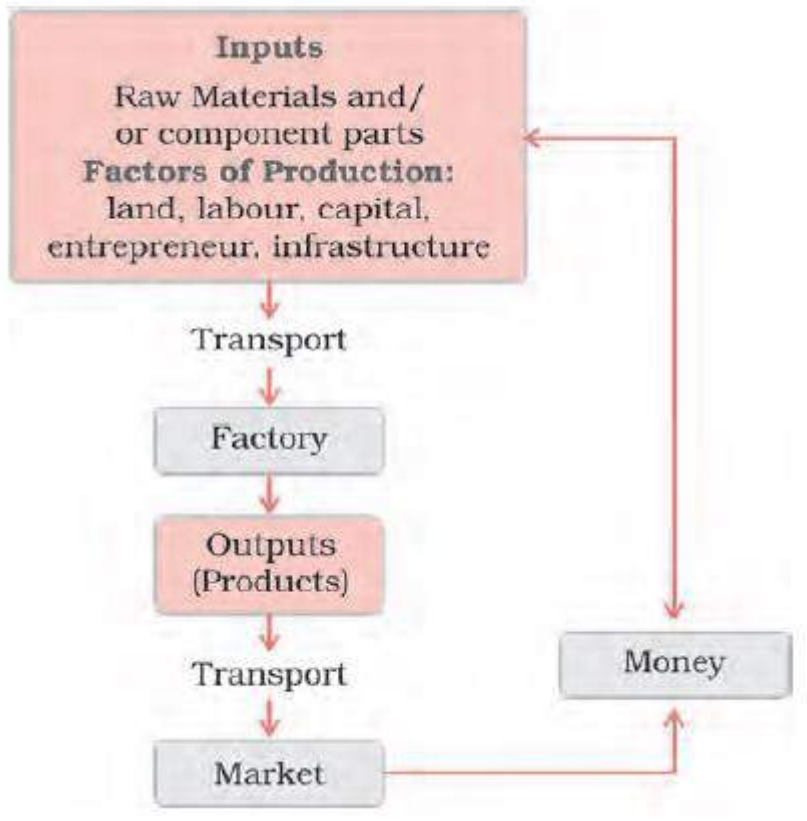 Inputs
Raw Materials and/
or component parts
Factors of Production:
land, labour, capital,
entrepreneur, infrastructure
Transport
Factory
Outputs
(Products)
Transport
Market
Money